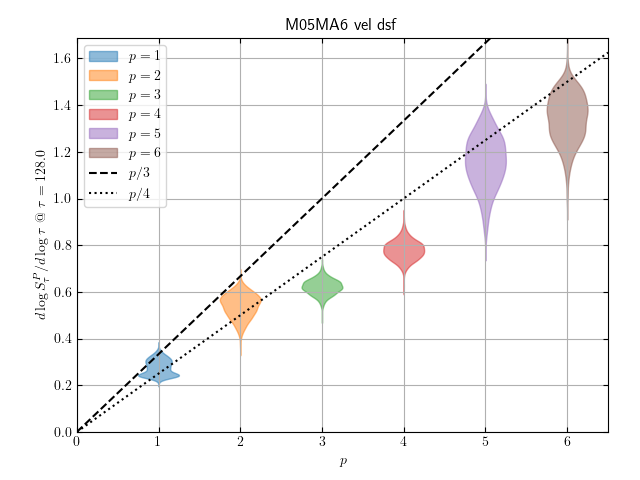 M05MA6 vel dsf
p = 1
p = 2
p = 3
p = 4
p = 5
p = 6
p/3
p/4
d log S_τ^P / d log τ @ τ = 128.0
1.6
1.4
1.2
1.0
0.8
0.6
0.4
0.2
0.0
0 1 2 3 4 5 6
p